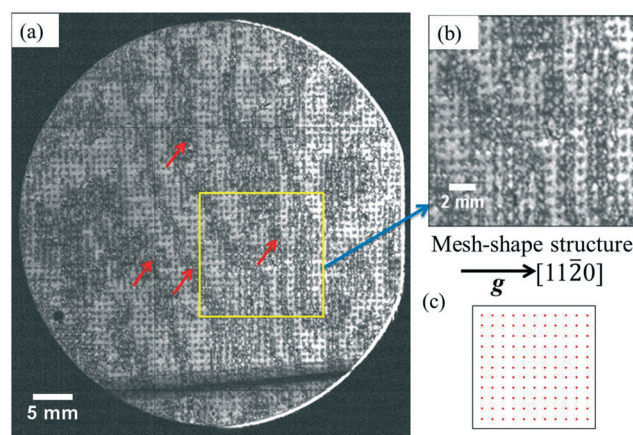 (a)
5 mm
(b)
2 mm
Mesh-shape structure
g [112̄0]
(c)